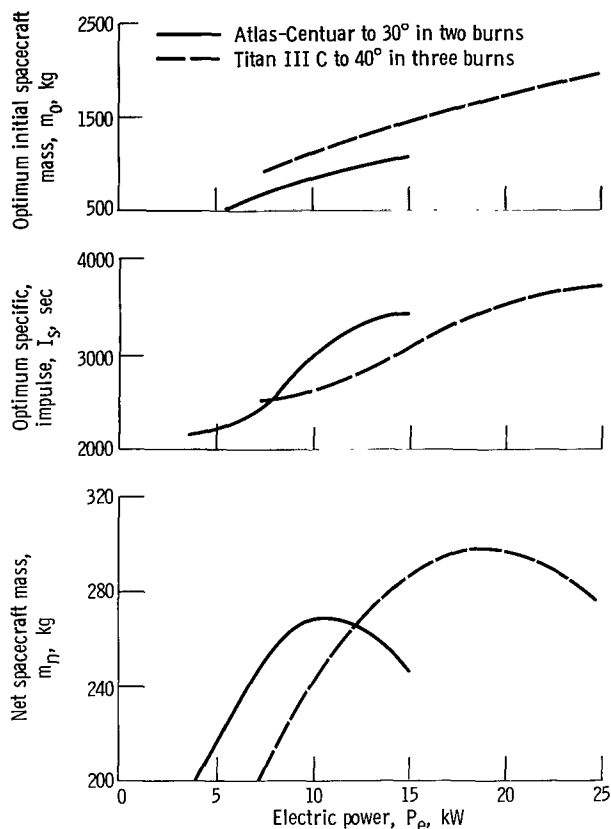 Atlas-Centuar to 30° in two burns
Titan III C to 40° in three burns
Optimum initial spacecraft
mass, m₀, kg
2500
1500
500
Optimum specific,
impulse, Iₛ, sec
4000
3000
2000
Net spacecraft mass,
mₙ, kg
320
280
240
200
0 5 10 15 20 25
Electric power, Pₑ, kW